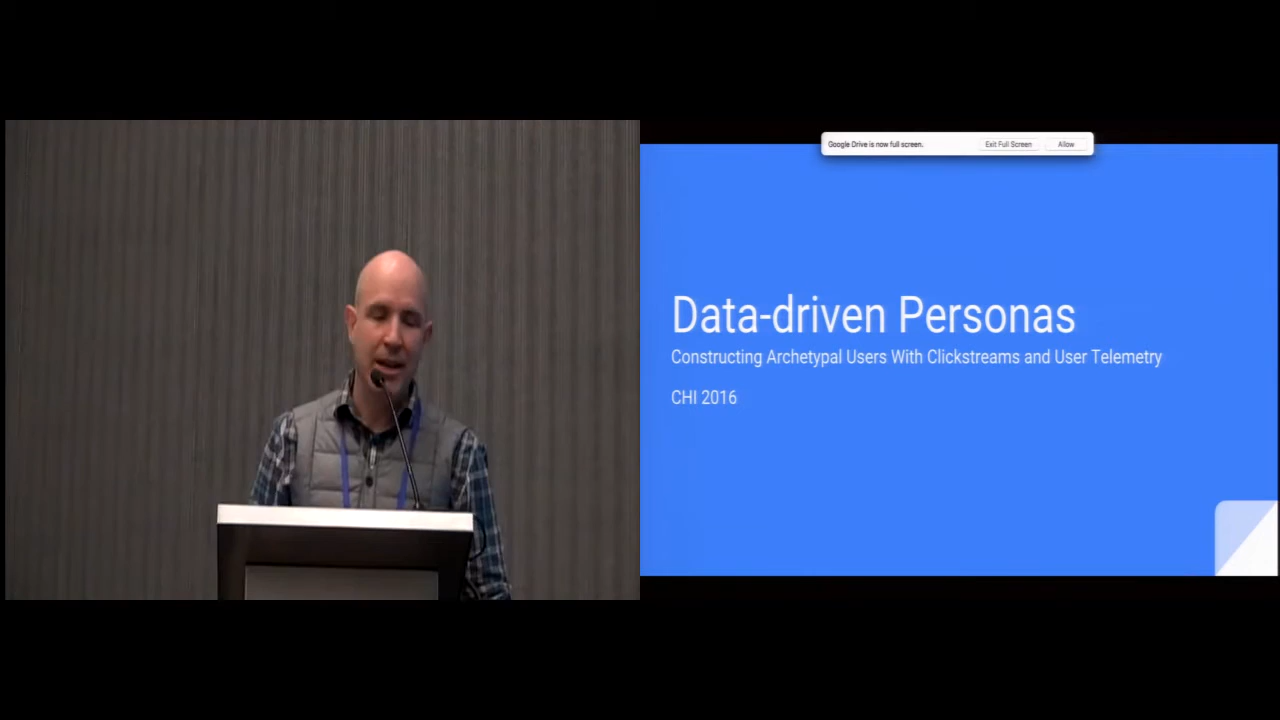 Google Drive is now full screen.
Exit Full Screen
Allow
Data-driven Personas
Constructing Archetypal Users With Clickstreams and User Telemetry
CHI 2016